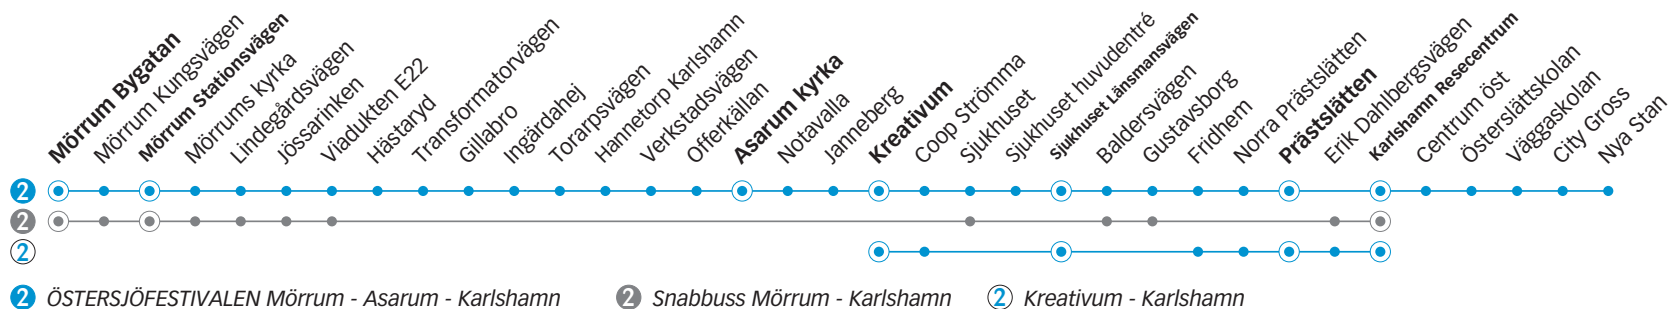 Mörrum Bygatan
Mörrum Kungsvägen
Mörrum Stationsvägen
Mörrums Kyrka
Lindegårdsvägen
Jössarinken
Viadukten E22
Hästaryd
Transformatorvägen
Gillabro
Ingärdahej
Torarpsvägen
Hannetorp Karlshamn
Verkstadsvägen
Offerkällan
Asarum kyrka
Notavalla
Janneberg
Kreativum
Coop Strömma
Sjukhuset
Sjukhuset huvudentré
Sjukhuset Länsmansvägen
Baldersvägen
Gustavsborg
Fridhem
Norra Prästslätten
Prästslätten
Erik Dahlbergsvägen
Karlshamn Resecentrum
Centrum öst
Österslättskolan
Väggaskolan
City Gross
Nya Stan
2
2
2
2 ÖSTERSJÖFESTIVALEN Mörrum - Asarum - Karlshamn
2 Snabbuss Mörrum - Karlshamn
2 Kreativum - Karlshamn